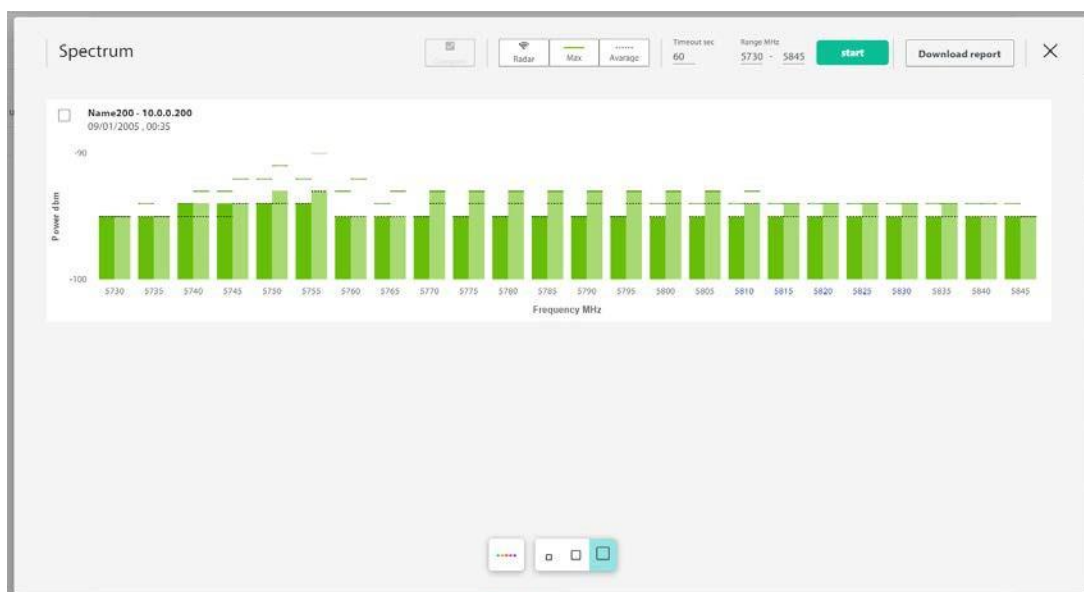 Spectrum
Radar
Max
Avarage
Timeout sec
60
Range MHz
5730 - 5845
start
Download report
Name200 - 10.0.0.200
09/01/2005 , 00:35
-90
Power dbm
-100
5730 5735 5740 5745 5750 5755 5760 5765 5770 5775 5780 5785 5790 5795 5800 5805 5810 5815 5820 5825 5830 5835 5840 5845
Frequency MHz